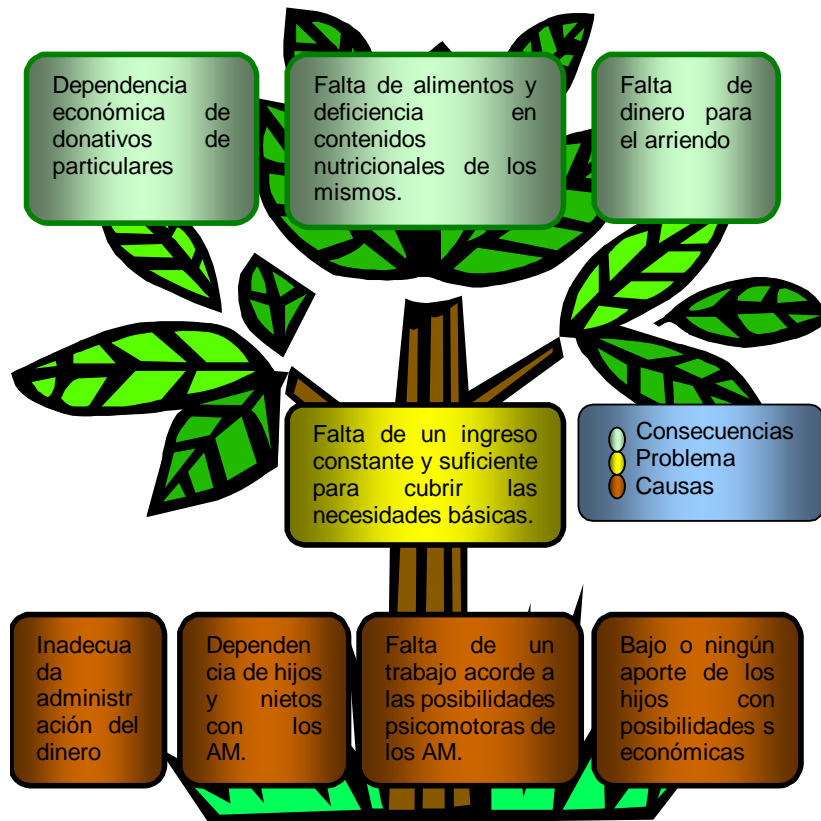 Dependencia
económica de
donativos de
particulares
Falta de alimentos y
deficiencia en
contenidos
nutricionales de los
mismos.
Falta de
dinero para
el arriendo
Falta de un ingreso
constante y suficiente
para cubrir las
necesidades básicas.
Consecuencias
Problema
Causas
Inadecua
da
administr
ación del
dinero
Dependen
cia de hijos
y nietos
con los
AM.
Falta de un
trabajo acorde a
las posibilidades
psicomotoras de
los AM.
Bajo o ningún
aporte de los
hijos con
posibilidades s
económicas